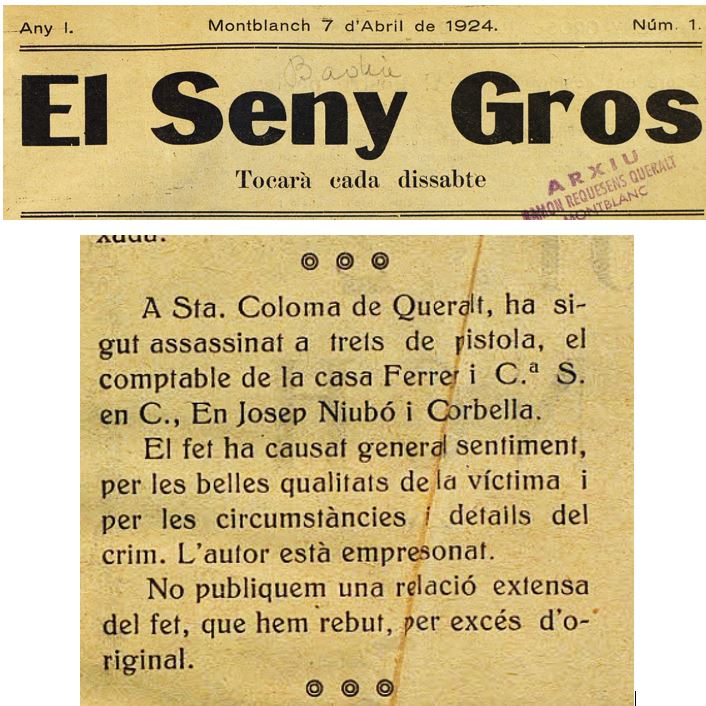 Any I.
Montblanch 7 d'Abril de 1924.
Núm. 1.
El Seny Gros
Tocarà cada dissabte
ARXIU
RAMON REQUESENS QUERALT
MONTBLANC
A Sta. Coloma de Queralt, ha si-
gut assassinat a trets de pistola, el
comptable de la casa Ferrer i C.ª S.
en C., En Josep Niubó i Corbella.
El fet ha causat general sentiment,
per les belles qualitats de la víctima i
per les circumstàncies i detalls del
crim. L'autor està empresonat.
No publiquem una relació extensa
del fet, que hem rebut, per excés d'o-
riginal.